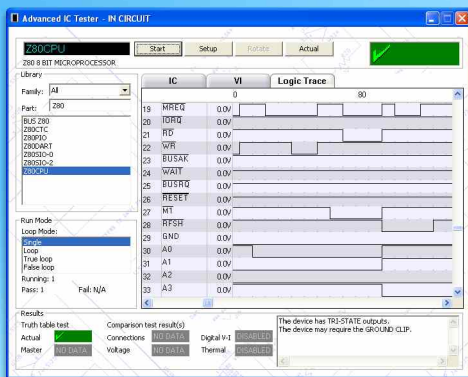 Advanced IC Tester - IN CIRCUIT
Z80CPU
Start Setup Rotate Actual
Z80 8 BIT MICROPROCESSOR
Library
Family: All
Part: Z80
BUS Z80
Z80CTC
Z80PIO
Z80DART
Z80SIO-0
Z80SIO-2
Z80CPU
Run Mode
Loop Mode:
Single
Loop
True loop
False loop
Running: 1
Pass: 1 Fail: N/A
IC VI Logic Trace
0 80
19 MREQ 0.0V
20 IORQ 0.0V
21 RD 0.0V
22 WR 0.0V
23 BUSAK 0.0V
24 WAIT 0.0V
25 BUSRQ 0.0V
26 RESET 0.0V
27 M1 0.0V
28 RFSH 0.0V
29 GND 0.0V
30 A0 0.0V
31 A1 0.0V
32 A2 0.0V
33 A3 0.0V
Results
Truth table test
Actual
Master NO DATA
Comparison test result(s)
Connections NO DATA Digital V-I DISABLED
Voltage NO DATA Thermal DISABLED
The device has TRI-STATE outputs.
The device may require the GROUND CLIP.